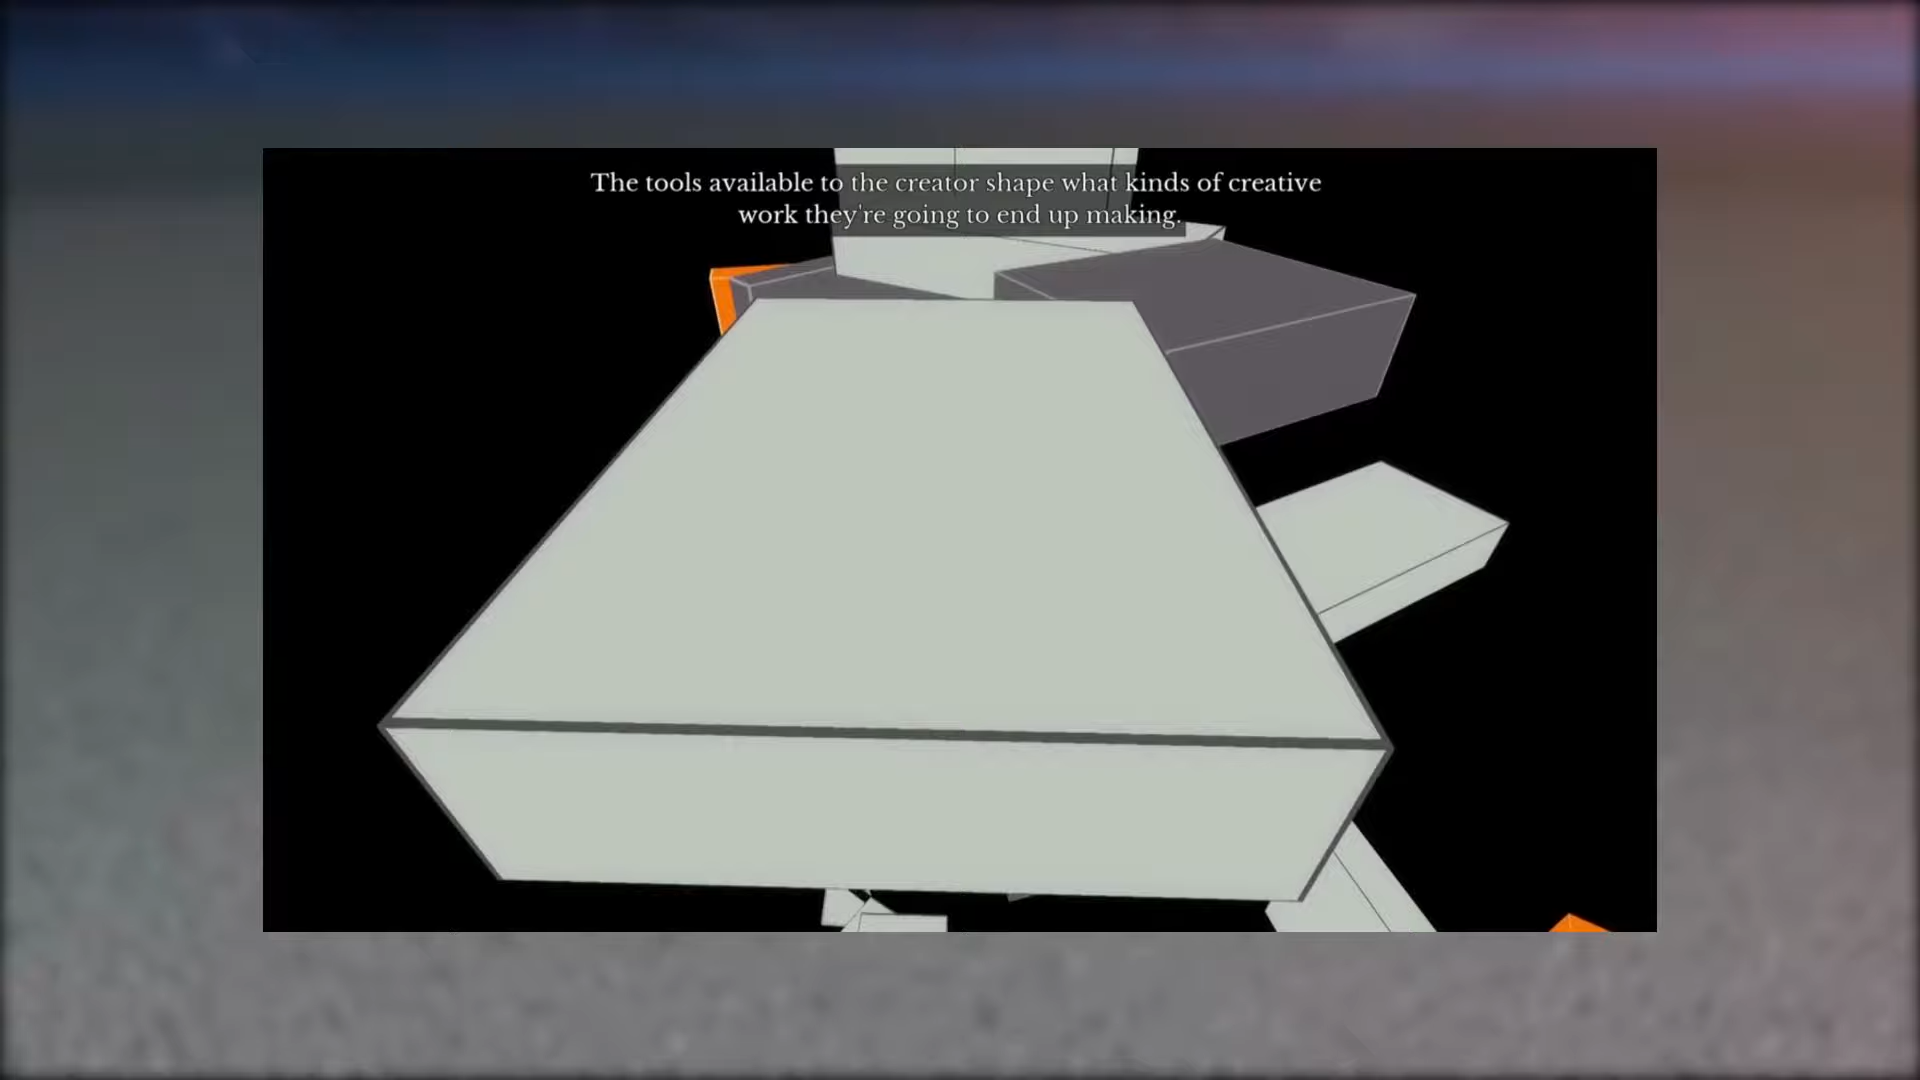 The tools available to the creator shape what kinds of creative
work they're going to end up making.